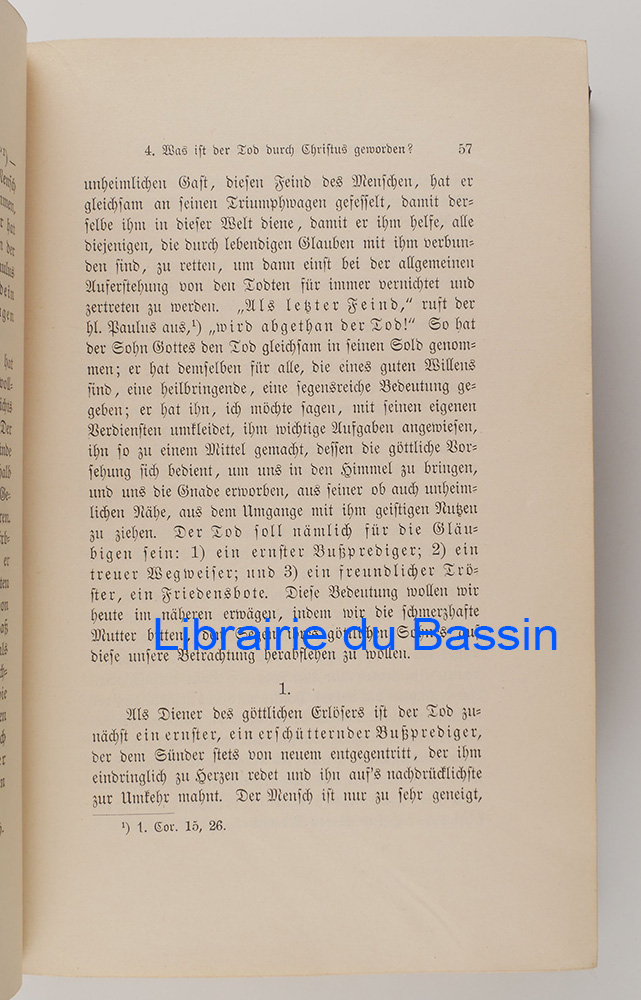 4. Was ist der Tod durch Christus geworden? 57
unheimlichen Gast, diesen Feind des Menschen, hat er
gleichsam an seinen Triumphwagen gefesselt, damit der-
selbe ihm in dieser Welt diene, damit er ihm helfe, alle
diejenigen, die durch lebendigen Glauben mit ihm verbun-
den sind, zu retten, um dann einst bei der allgemeinen
Auferstehung von den Todten für immer vernichtet und
zertreten zu werden. „Als letzter Feind,“ ruft der
hl. Paulus aus,¹) „wird abgethan der Tod!“ So hat
der Sohn Gottes den Tod gleichsam in seinen Sold genom-
men; er hat demselben für alle, die eines guten Willens
sind, eine heilbringende, eine segensreiche Bedeutung ge-
geben; er hat ihn, ich möchte sagen, mit seinen eigenen
Verdiensten umkleidet, ihm wichtige Aufgaben angewiesen,
ihn so zu einem Mittel gemacht, dessen die göttliche Vor-
sehung sich bedient, um uns in den Himmel zu bringen,
und uns die Gnade erworben, aus seiner ob auch unheim-
lichen Nähe, aus dem Umgange mit ihm geistigen Nutzen
zu ziehen. Der Tod soll nämlich für die Gläu-
bigen sein: 1) ein ernster Bußprediger; 2) ein
treuer Wegweiser; und 3) ein freundlicher Trö-
ster, ein Friedensbote. Diese Bedeutung wollen wir
heute im näheren erwägen, indem wir die schmerzhafte
Mutter bitten, den Segen ihres göttlichen Sohnes auf
diese unsere Betrachtung herabflehen zu wollen.
Librairie du Bassin
1.
Als Diener des göttlichen Erlösers ist der Tod zu-
nächst ein ernster, ein erschütternder Bußprediger,
der dem Sünder stets von neuem entgegentritt, der ihm
eindringlich zu Herzen redet und ihn auf's nachdrücklichste
zur Umkehr mahnt. Der Mensch ist nur zu sehr geneigt,
¹) 1. Cor. 15, 26.